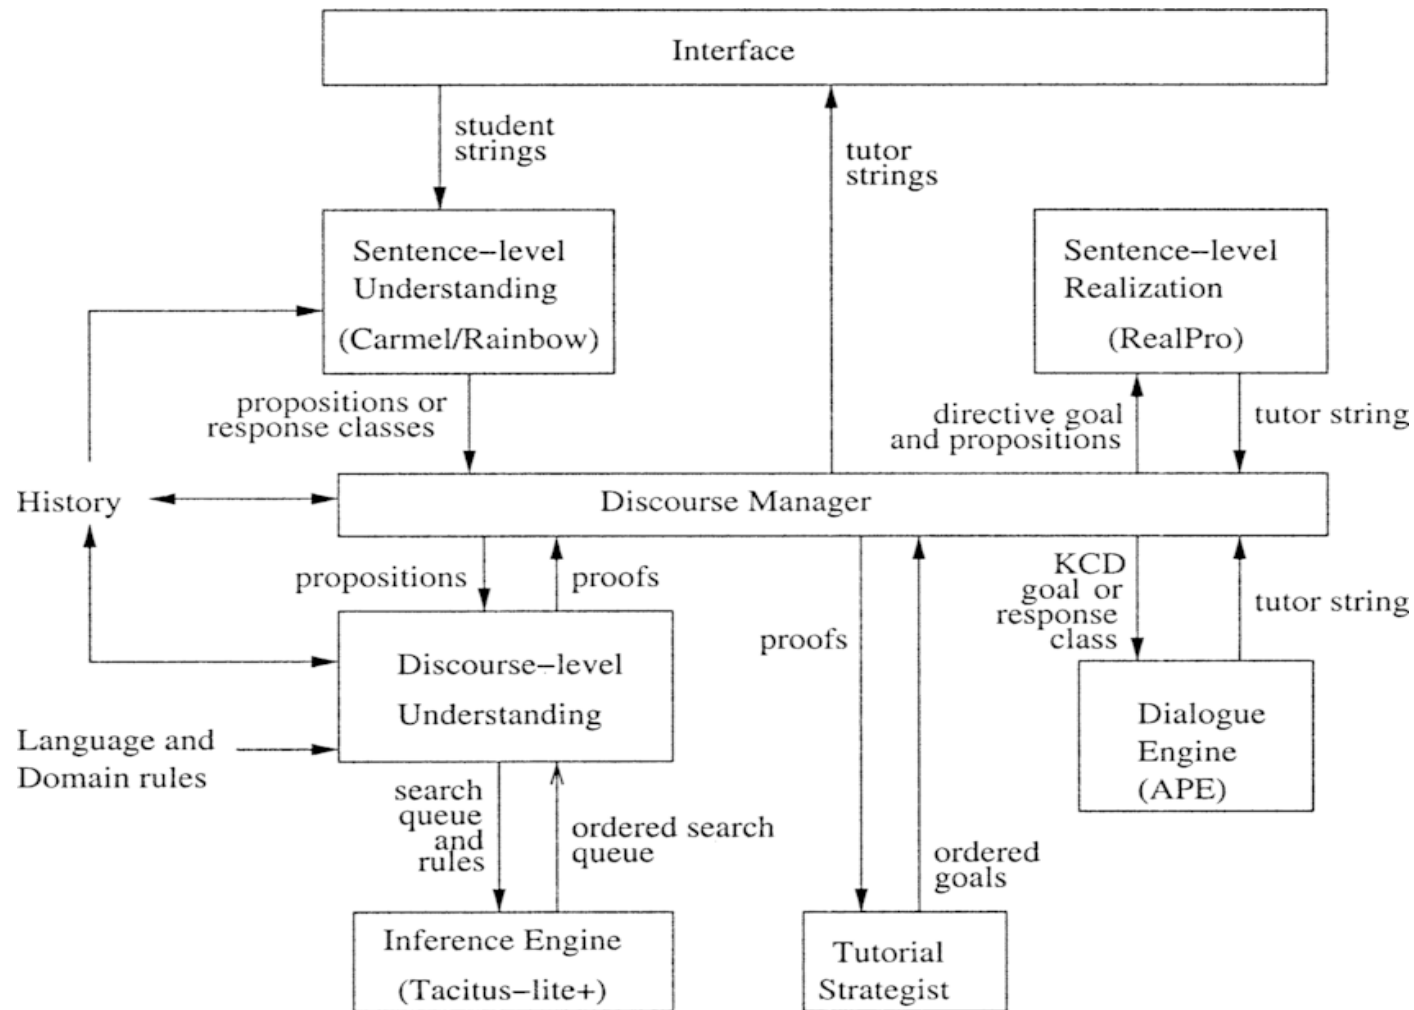 Interface
student
strings
tutor
strings
Sentence–level
Understanding
(Carmel/Rainbow)
Sentence–level
Realization
(RealPro)
propositions or
response classes
directive goal
and propositions
tutor string
History
Discourse Manager
propositions
proofs
proofs
KCD
goal or
response
class
tutor string
Discourse–level
Understanding
Language and
Domain rules
Dialogue
Engine
(APE)
search
queue
and
rules
ordered search
queue
ordered
goals
Inference Engine
(Tacitus–lite+)
Tutorial
Strategist